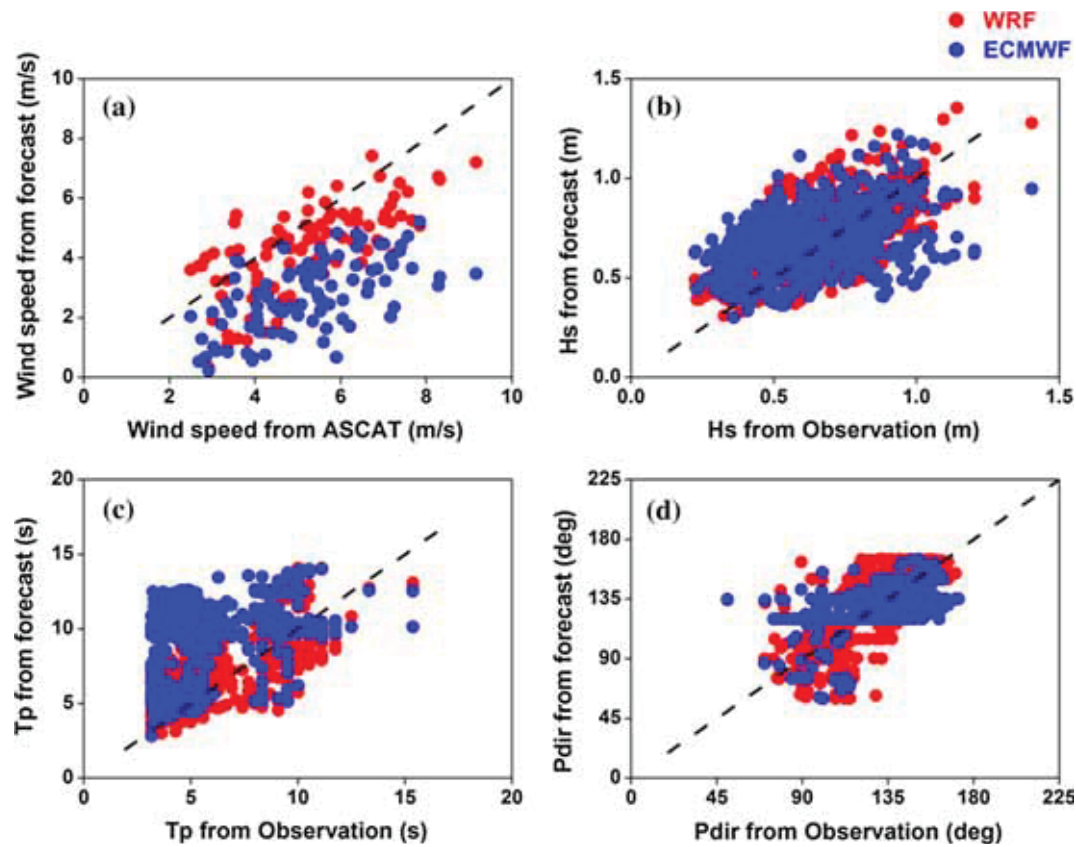 WRF
ECMWF
(a)
Wind speed from forecast (m/s)
10
8
6
4
2
0
0 2 4 6 8 10
Wind speed from ASCAT (m/s)
(b)
Hs from forecast (m)
1.5
1.0
0.5
0.0
0.0 0.5 1.0 1.5
Hs from Observation (m)
(c)
Tp from forecast (s)
20
15
10
5
0
0 5 10 15 20
Tp from Observation (s)
(d)
Pdir from forecast (deg)
225
180
135
90
45
0
0 45 90 135 180 225
Pdir from Observation (deg)